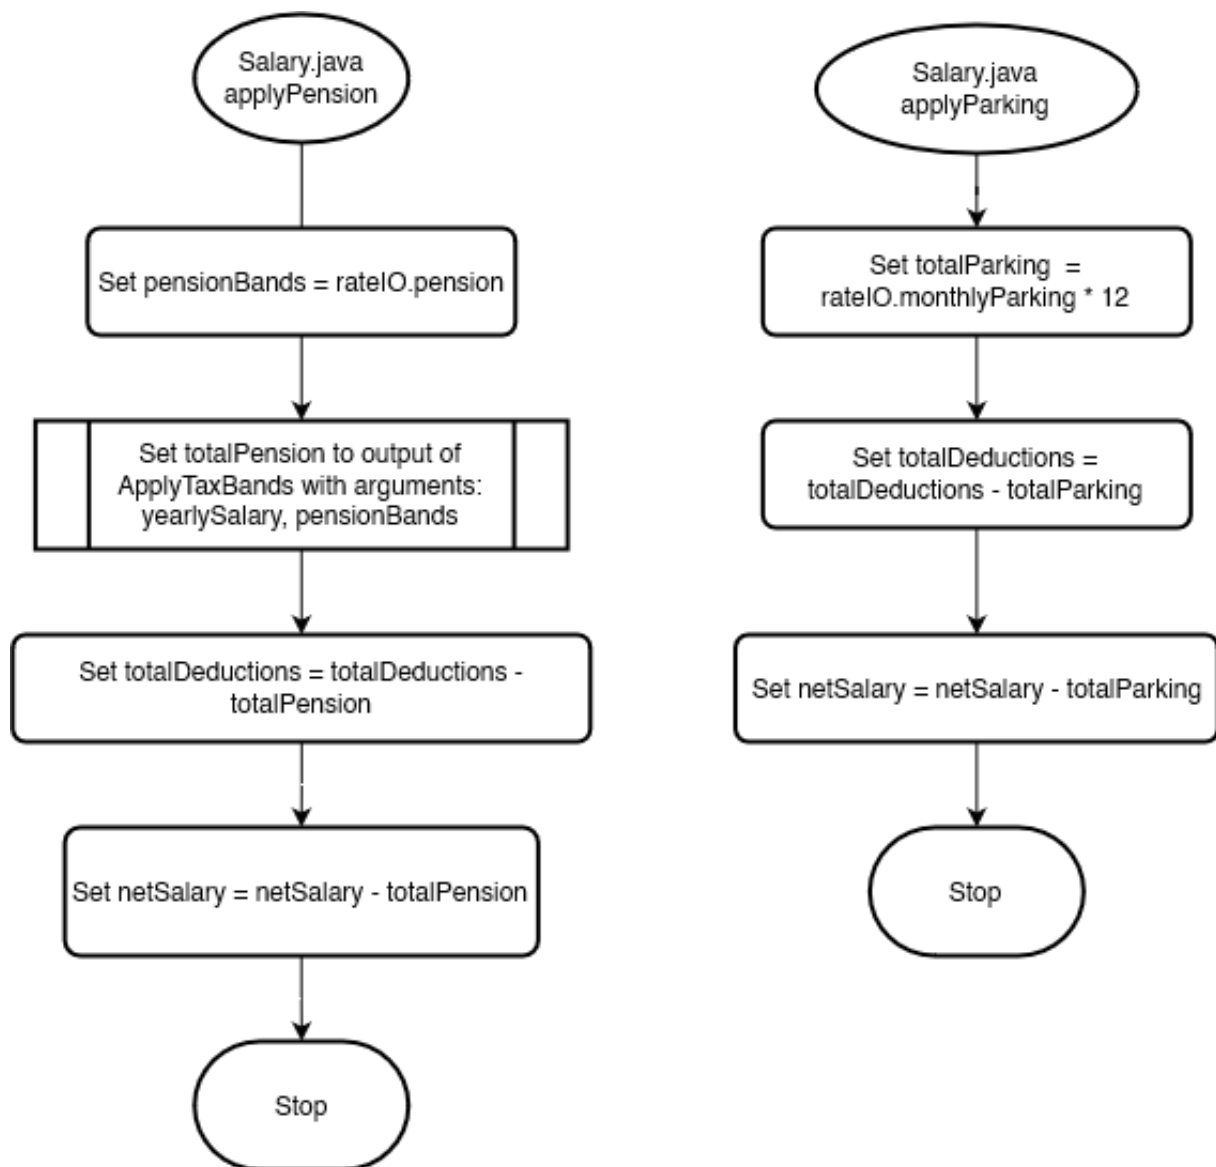 Salary.java
applyPension
Set pensionBands = rateIO.pension
Set totalPension to output of
ApplyTaxBands with arguments:
yearlySalary, pensionBands
Set totalDeductions = totalDeductions -
totalPension
Set netSalary = netSalary - totalPension
Stop
Salary.java
applyParking
Set totalParking  =
rateIO.monthlyParking * 12
Set totalDeductions =
totalDeductions - totalParking
Set netSalary = netSalary - totalParking
Stop